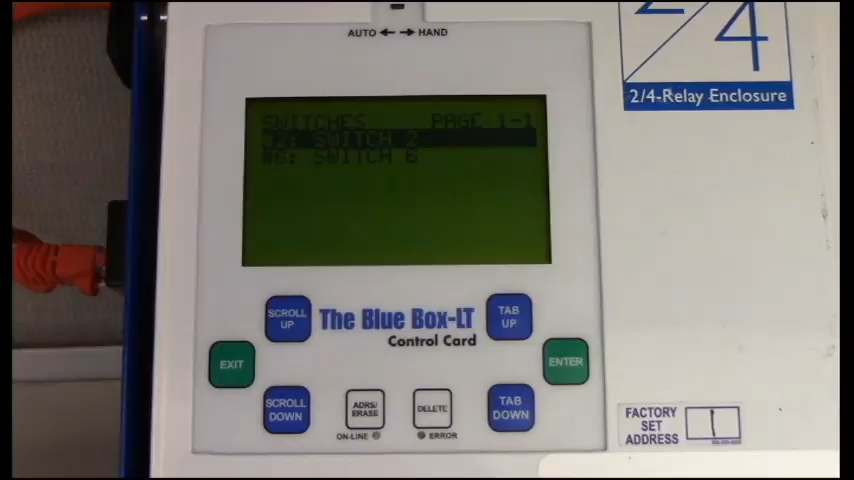 2/4
2/4-Relay Enclosure
AUTO HAND
SWITCHES PAGE 1-1
#2: SWITCH 2
#6: SWITCH 6
SCROLL UP
The Blue Box-LT
Control Card
TAB UP
EXIT
ENTER
SCROLL DOWN
ADRS/ ERASE
DELETE
TAB DOWN
ON-LINE
ERROR
FACTORY SET ADDRESS
1